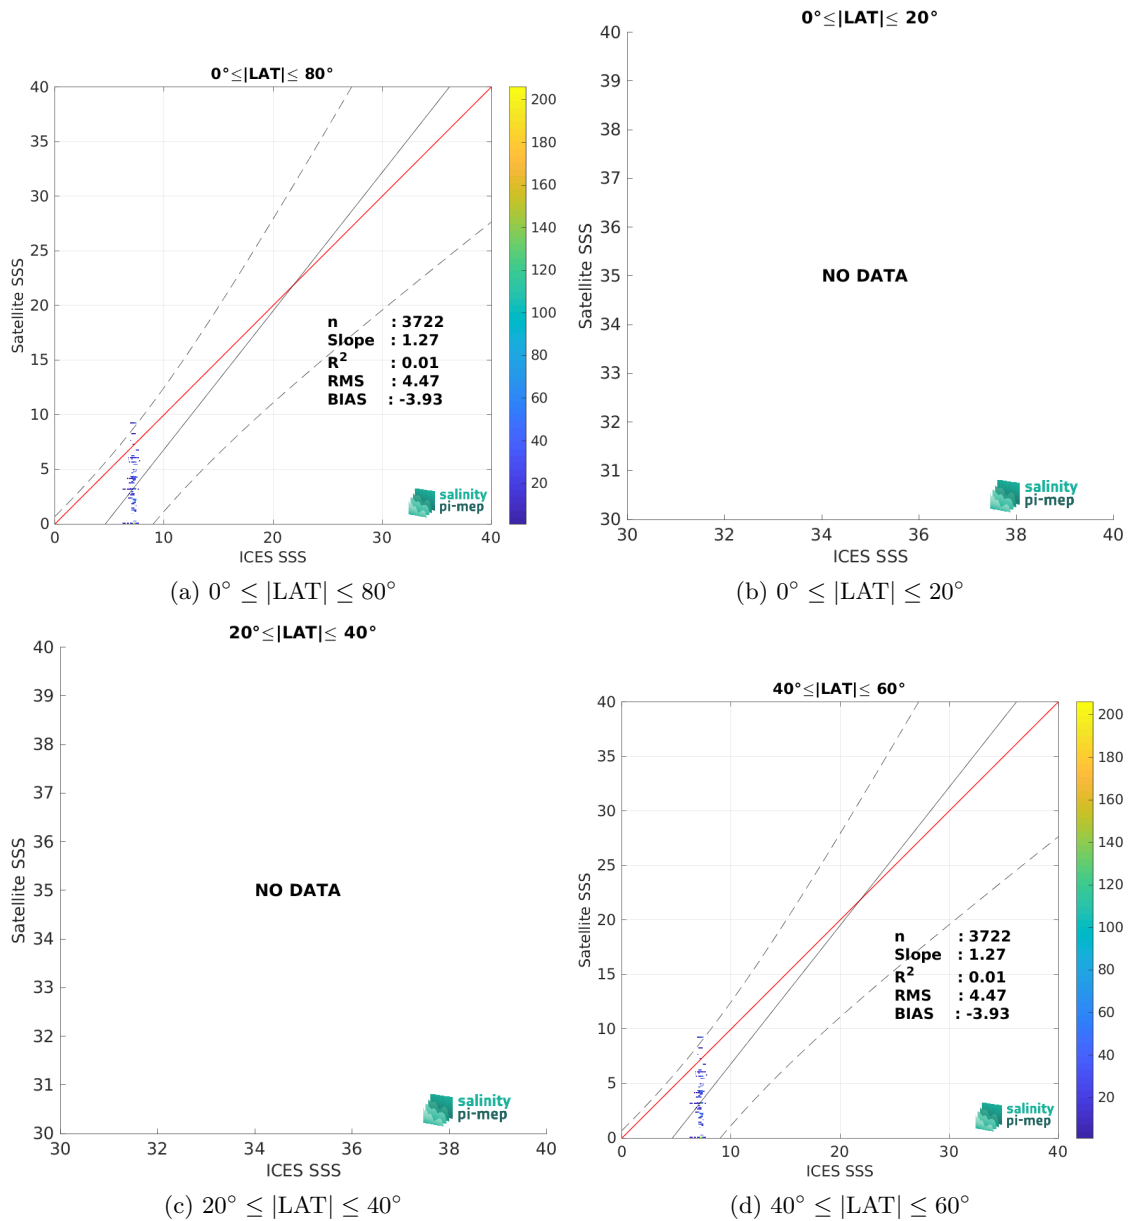 0°≤|LAT|≤ 80°
40
35
30
25
20
15
10
5
0
Satellite SSS
n : 3722
Slope : 1.27
R² : 0.01
RMS : 4.47
BIAS : -3.93
salinity
pi-mep
0 10 20 30 40
ICES SSS
200
180
160
140
120
100
80
60
40
20
(a) 0° ≤ |LAT| ≤ 80°
0°≤|LAT|≤ 20°
40
39
38
37
36
35
34
33
32
31
30
Satellite SSS
NO DATA
salinity
pi-mep
30 32 34 36 38 40
ICES SSS
(b) 0° ≤ |LAT| ≤ 20°
20°≤|LAT|≤ 40°
40
39
38
37
36
35
34
33
32
31
30
Satellite SSS
NO DATA
salinity
pi-mep
30 32 34 36 38 40
ICES SSS
(c) 20° ≤ |LAT| ≤ 40°
40°≤|LAT|≤ 60°
40
35
30
25
20
15
10
5
0
Satellite SSS
n : 3722
Slope : 1.27
R² : 0.01
RMS : 4.47
BIAS : -3.93
salinity
pi-mep
0 10 20 30 40
ICES SSS
200
180
160
140
120
100
80
60
40
20
(d) 40° ≤ |LAT| ≤ 60°